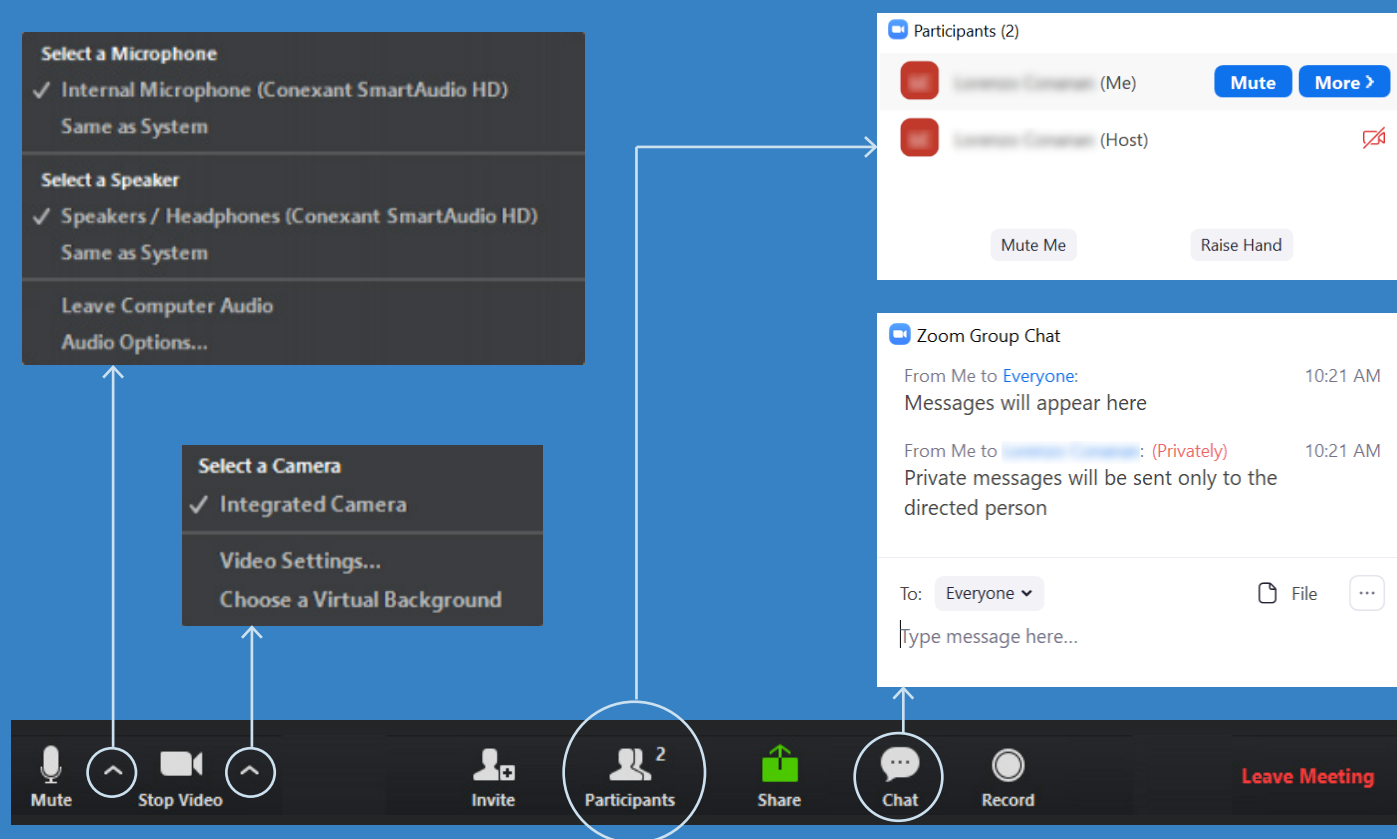 Select a Microphone
Internal Microphone (Conexant SmartAudio HD)
Same as System
Select a Speaker
Speakers / Headphones (Conexant SmartAudio HD)
Same as System
Leave Computer Audio
Audio Options...
Select a Camera
Integrated Camera
Video Settings...
Choose a Virtual Background
Participants (2)
(Me) Mute More >
(Host)
Mute Me Raise Hand
Zoom Group Chat
From Me to Everyone: 10:21 AM
Messages will appear here
From Me to : (Privately) 10:21 AM
Private messages will be sent only to the
directed person
To: Everyone File ...
Type message here...
2
Mute Stop Video Invite Participants Share Chat Record Leave Meeting